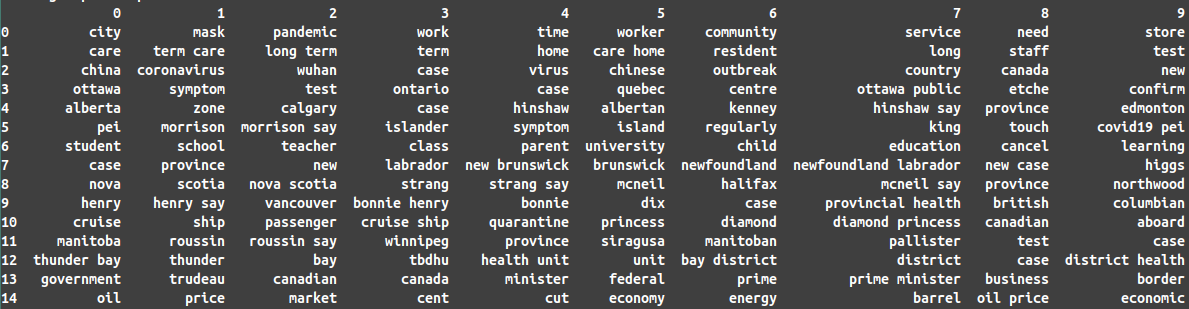 0 1 2 3 4 5 6 7 8 9
0 city mask pandemic work time worker community service need store
1 care term care long term term home care home resident long staff test
2 china coronavirus wuhan case virus chinese outbreak country canada new
3 ottawa symptom test ontario case quebec centre ottawa public etche confirm
4 alberta zone calgary case hinshaw albertan kenney hinshaw say province edmonton
5 pei morrison morrison say islander symptom island regularly king touch covid19 pei
6 student school teacher class parent university child education cancel learning
7 case province new labrador new brunswick brunswick newfoundland newfoundland labrador new case higgs
8 nova scotia nova scotia strang strang say mcneil halifax mcneil say province northwood
9 henry henry say vancouver bonnie henry bonnie dix case provincial health british columbian
10 cruise ship passenger cruise ship quarantine princess diamond diamond princess canadian aboard
11 manitoba roussin roussin say winnipeg province siragusa manitoban pallister test case
12 thunder bay thunder bay tbdhu health unit unit bay district district case district health
13 government trudeau canadian canada minister federal prime prime minister business border
14 oil price market cent cut economy energy barrel oil price economic